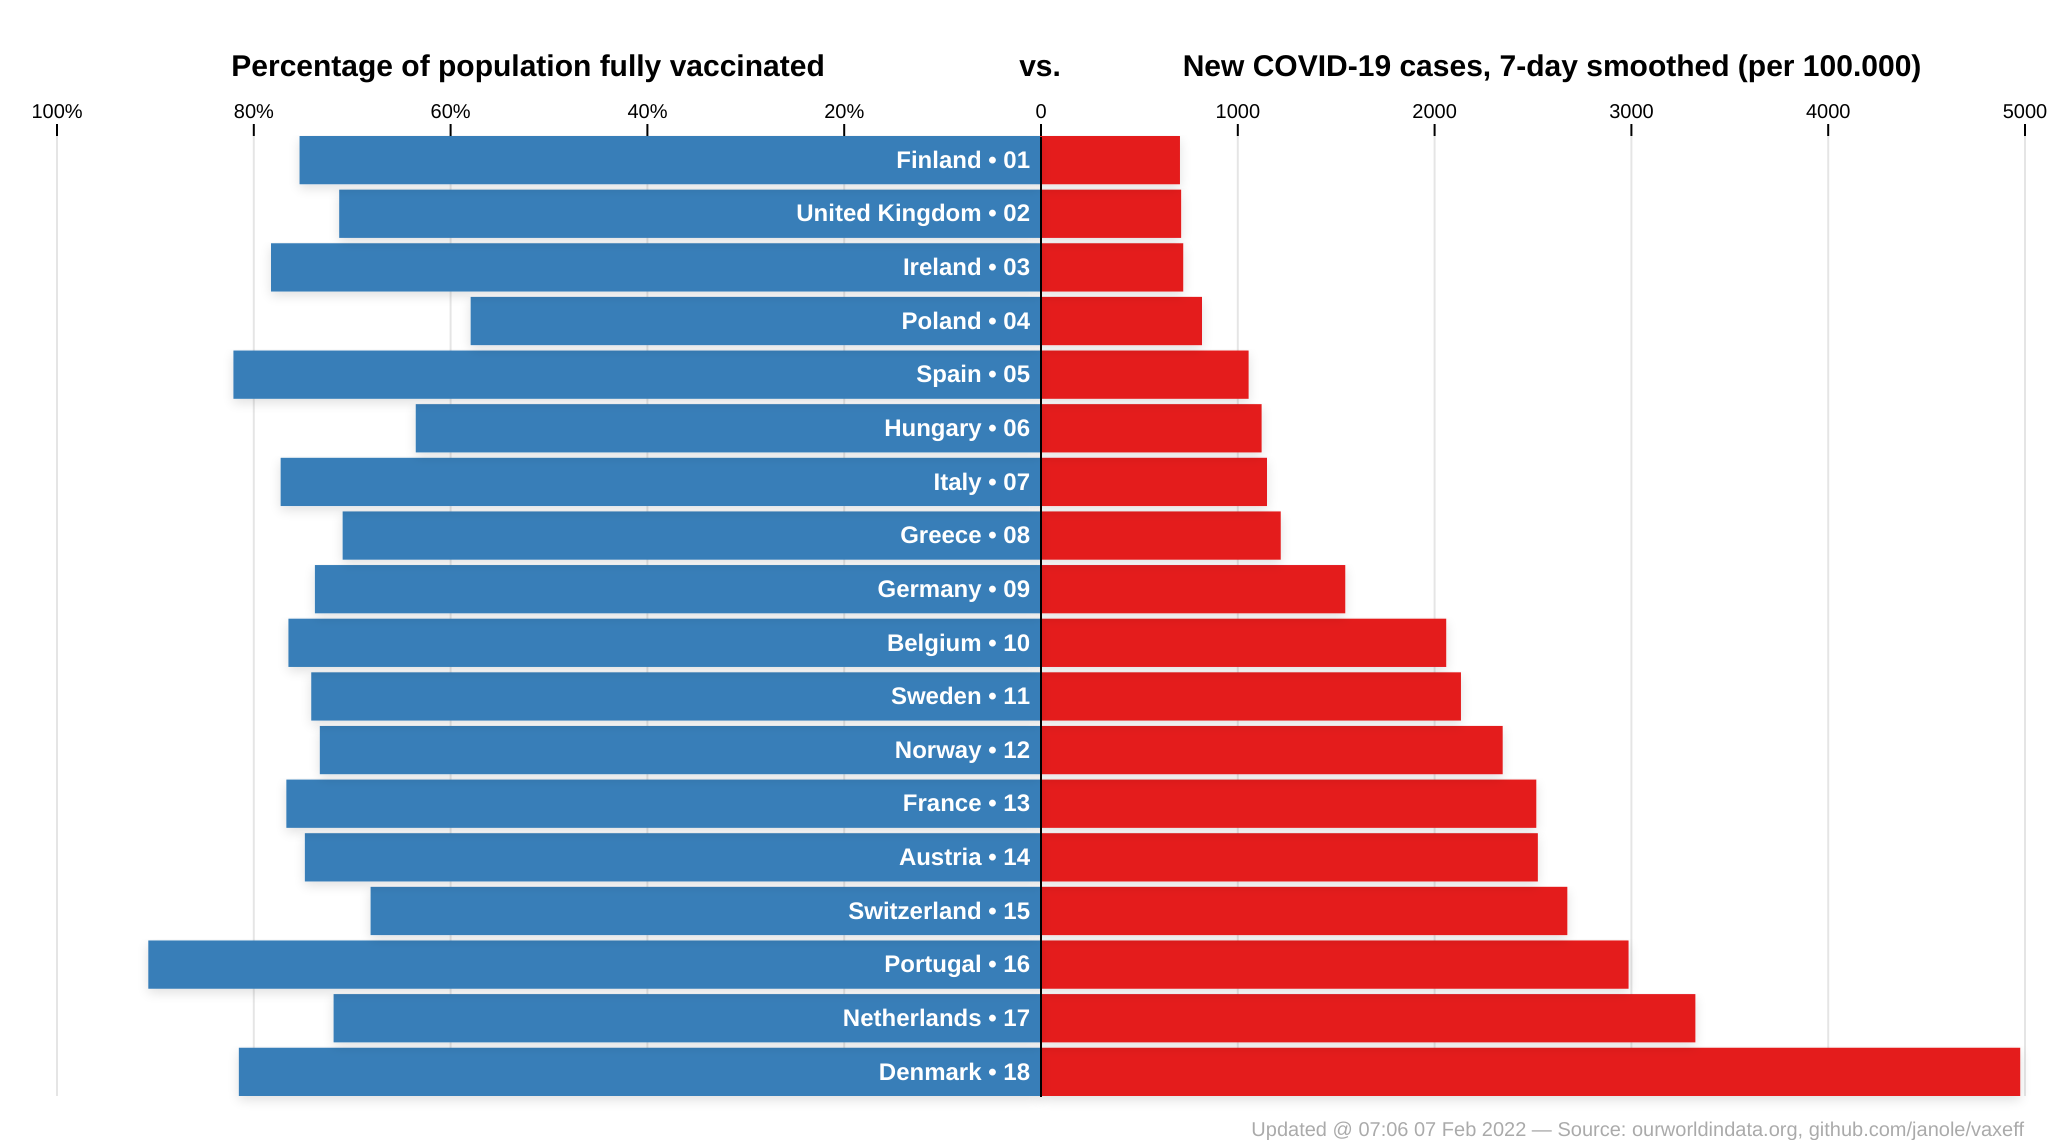 Percentage of population fully vaccinated vs. New COVID-19 cases, 7-day smoothed (per 100.000)
100% 80% 60% 40% 20% 0 1000 2000 3000 4000 5000
Finland • 01
United Kingdom • 02
Ireland • 03
Poland • 04
Spain • 05
Hungary • 06
Italy • 07
Greece • 08
Germany • 09
Belgium • 10
Sweden • 11
Norway • 12
France • 13
Austria • 14
Switzerland • 15
Portugal • 16
Netherlands • 17
Denmark • 18
Updated @ 07:06 07 Feb 2022 — Source: ourworldindata.org, github.com/janole/vaxeff